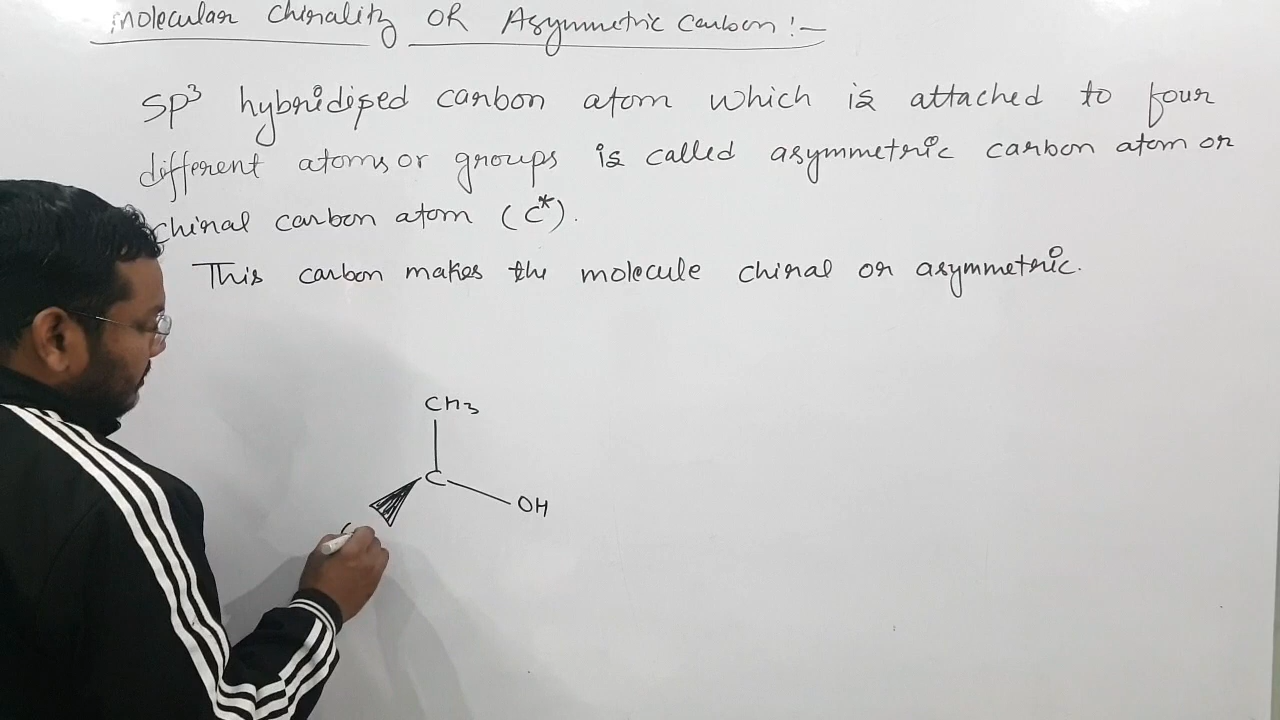 Molecular Chirality OR Asymmetric Carbon :-
SP³ hybridised carbon atom which is attached to four
different atoms or groups is called asymmetric carbon atom or
chiral carbon atom (C*).
This carbon makes the molecule chiral or asymmetric.
CH₃
C
OH